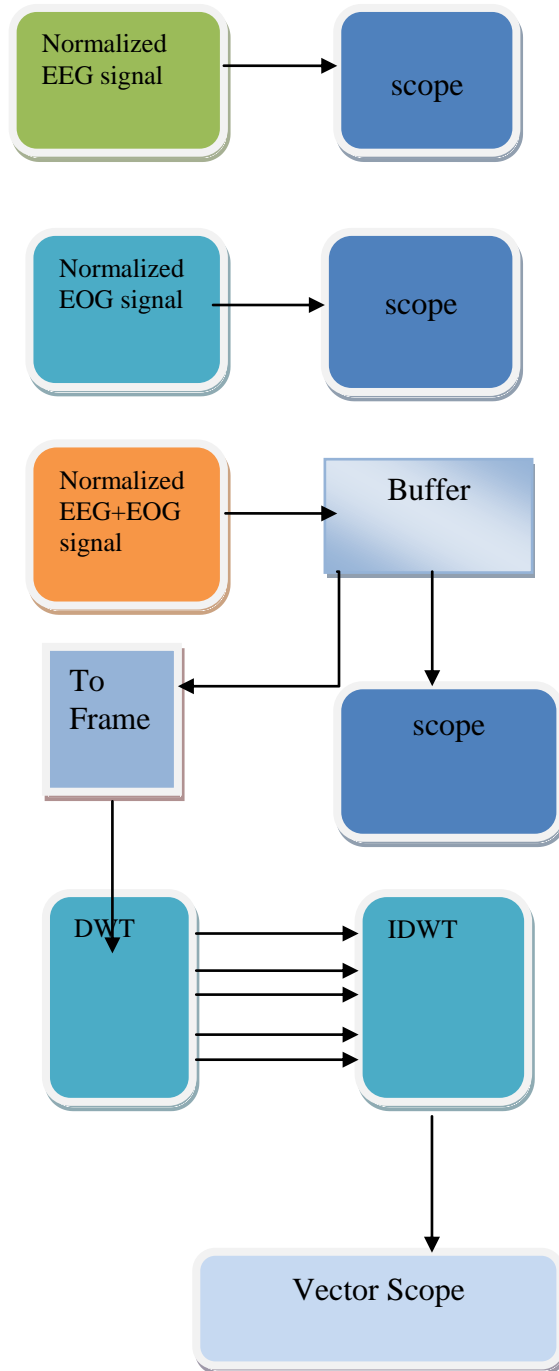 Normalized
EEG signal
scope
Normalized
EOG signal
scope
Normalized
EEG+EOG
signal
Buffer
To
Frame
scope
DWT
IDWT
Vector Scope